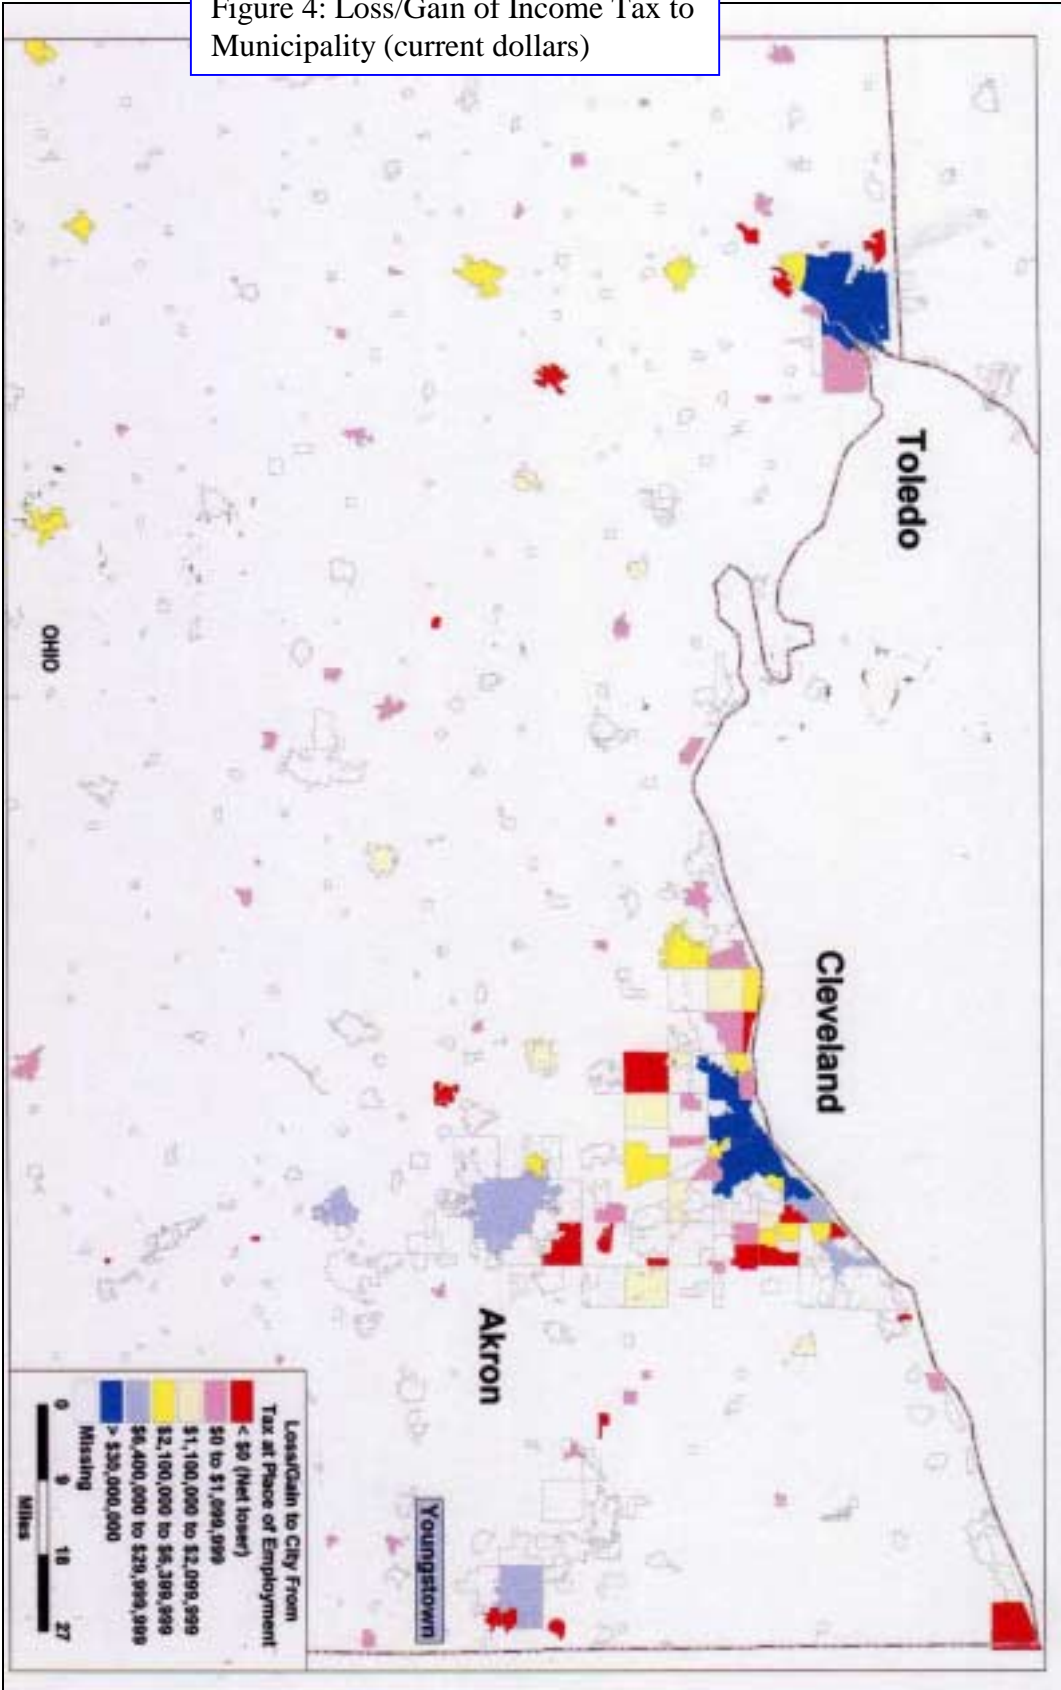 Figure 4: Loss/Gain of Income Tax to
Municipality (current dollars)
Toledo
Cleveland
Akron
Youngstown
OHIO
Loss/Gain to City From
Tax at Place of Employment
< $0 (Net loser)
$0 to $1,099,999
$1,100,000 to $2,099,999
$2,100,000 to $6,399,999
$6,400,000 to $29,999,999
> $30,000,000
Missing
0 9 18 27
Miles